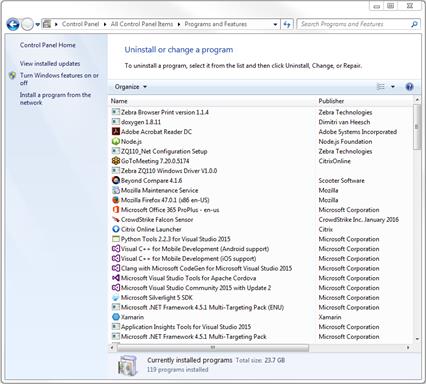 Control Panel ▸ All Control Panel Items ▸ Programs and Features
Search Programs and Features
Control Panel Home
View installed updates
Turn Windows features on or off
Install a program from the network
Uninstall or change a program
To uninstall a program, select it from the list and then click Uninstall, Change, or Repair.
Organize
Name Publisher
Zebra Browser Print version 1.1.4 Zebra Technologies
doxygen 1.8.11 Dimitri van Heesch
Adobe Acrobat Reader DC Adobe Systems Incorporated
Node.js Node.js Foundation
ZQ110_Net Configuration Setup Zebra Technologies
GoToMeeting 7.20.0.5174 CitrixOnline
Zebra ZQ110 Windows Driver V1.0.0
Beyond Compare 4.1.6 Scooter Software
Mozilla Maintenance Service Mozilla
Mozilla Firefox 47.0.1 (x86 en-US) Mozilla
Microsoft Office 365 ProPlus - en-us Microsoft Corporation
CrowdStrike Falcon Sensor CrowdStrike Inc. January 2016
Citrix Online Launcher Citrix
Python Tools 2.2.3 for Visual Studio 2015 Microsoft Corporation
Visual C++ for Mobile Development (Android support) Microsoft Corporation
Visual C++ for Mobile Development (iOS support) Microsoft Corporation
Clang with Microsoft CodeGen for Microsoft Visual Studio 2015 Microsoft Corporation
Microsoft Visual Studio Tools for Apache Cordova Microsoft Corporation
Microsoft Visual Studio Community 2015 with Update 2 Microsoft Corporation
Microsoft Silverlight 5 SDK Microsoft Corporation
Microsoft .NET Framework 4.5.1 Multi-Targeting Pack (ENU) Microsoft Corporation
Xamarin Xamarin
Application Insights Tools for Visual Studio 2015 Microsoft Corporation
Microsoft .NET Framework 4.5.1 Multi-Targeting Pack Microsoft Corporation
Currently installed programs Total size: 23.7 GB
119 programs installed